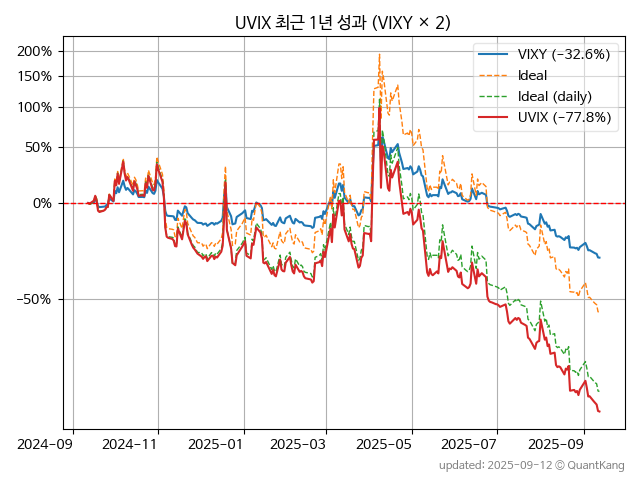 UVIX 최근 1년 성과 (VIXY × 2)
200%
150%
100%
50%
0%
−50%
VIXY (−32.6%)
Ideal
Ideal (daily)
UVIX (−77.8%)
2024-09
2024-11
2025-01
2025-03
2025-05
2025-07
2025-09
updated: 2025-09-12 © QuantKang